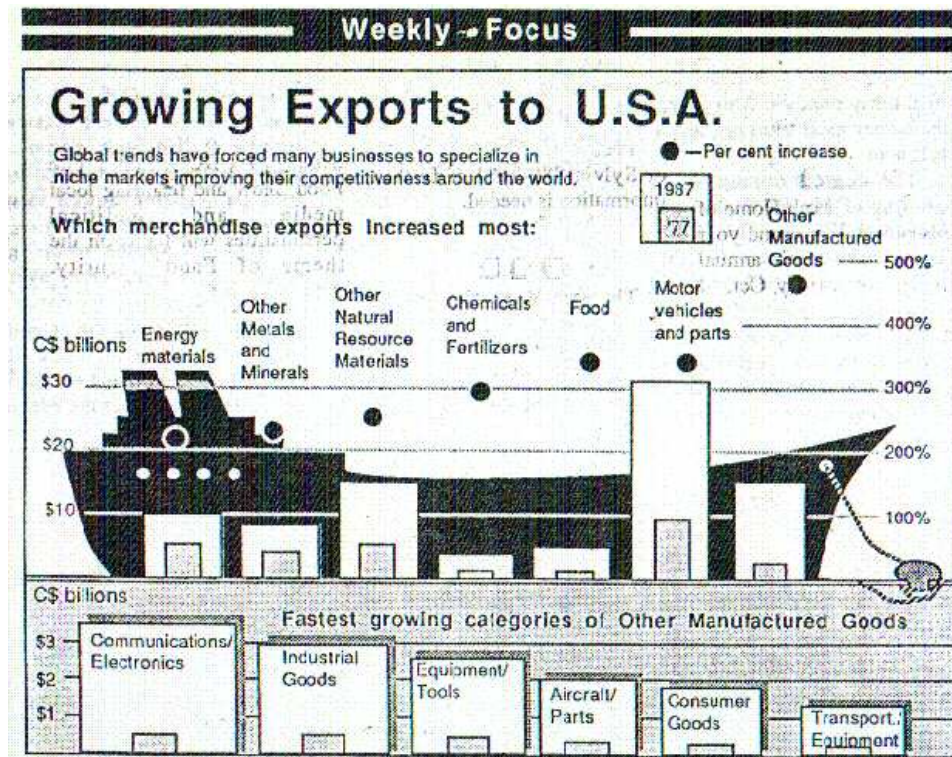 Weekly Focus
Growing Exports to U.S.A.
Global trends have forced many businesses to specialize in
niche markets improving their competitiveness around the world.
Which merchandise exports increased most:
—Per cent increase
1987
'77
Other
Manufactured
Goods
500%
400%
300%
200%
100%
Motor
vehicles
and parts
Food
Chemicals
and
Fertilizers
Other
Natural
Resource
Materials
Other
Metals
and
Minerals
Energy
materials
C$ billions
$30
$20
$10
C$ billions
Fastest growing categories of Other Manufactured Goods
$3
$2
$1
Communications/
Electronics
Industrial
Goods
Equipment/
Tools
Aircraft/
Parts
Consumer
Goods
Transport./
Equipment